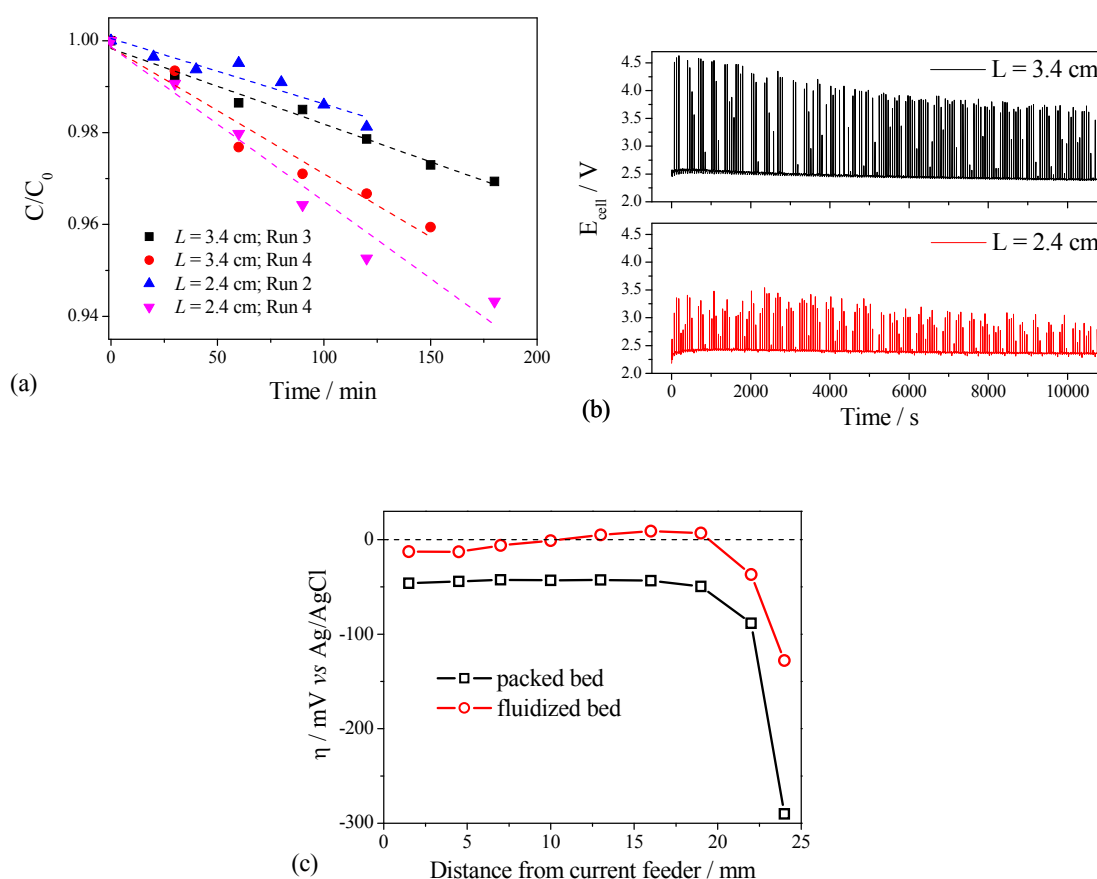 1.00
0.98
0.96
0.94
C/C0
L = 3.4 cm; Run 3
L = 3.4 cm; Run 4
L = 2.4 cm; Run 2
L = 2.4 cm; Run 4
0 50 100 150 200
Time / min
(a)
4.5
4.0
3.5
3.0
2.5
2.0
L = 3.4 cm
E_cell / V
4.5
4.0
3.5
3.0
2.5
2.0
L = 2.4 cm
0 2000 4000 6000 8000 10000
Time / s
(b)
0
-100
-200
-300
η / mV vs Ag/AgCl
packed bed
fluidized bed
0 5 10 15 20 25
Distance from current feeder / mm
(c)